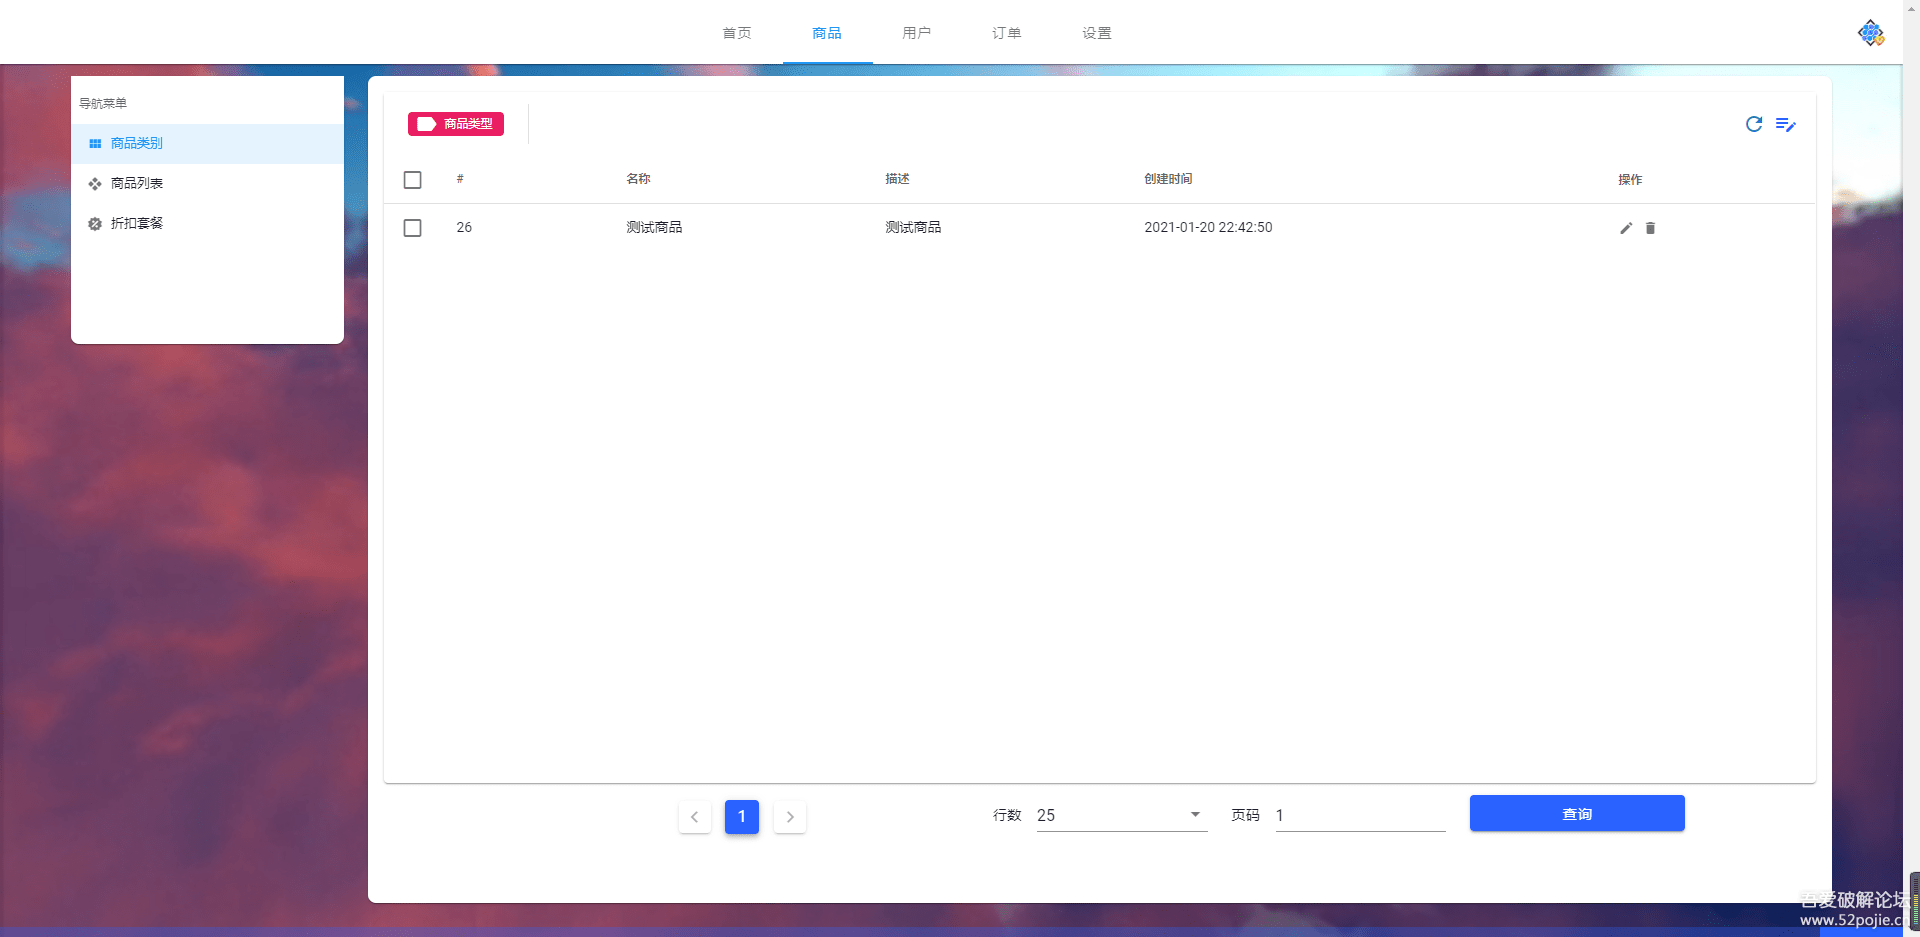 首页 商品 用户 订单 设置
导航菜单
商品类别
商品列表
折扣套餐
商品类型
# 名称 描述 创建时间 操作
26 测试商品 测试商品 2021-01-20 22:42:50
1 行数 25 页码 1 查询
吾爱破解论坛
www.52pojie.cn